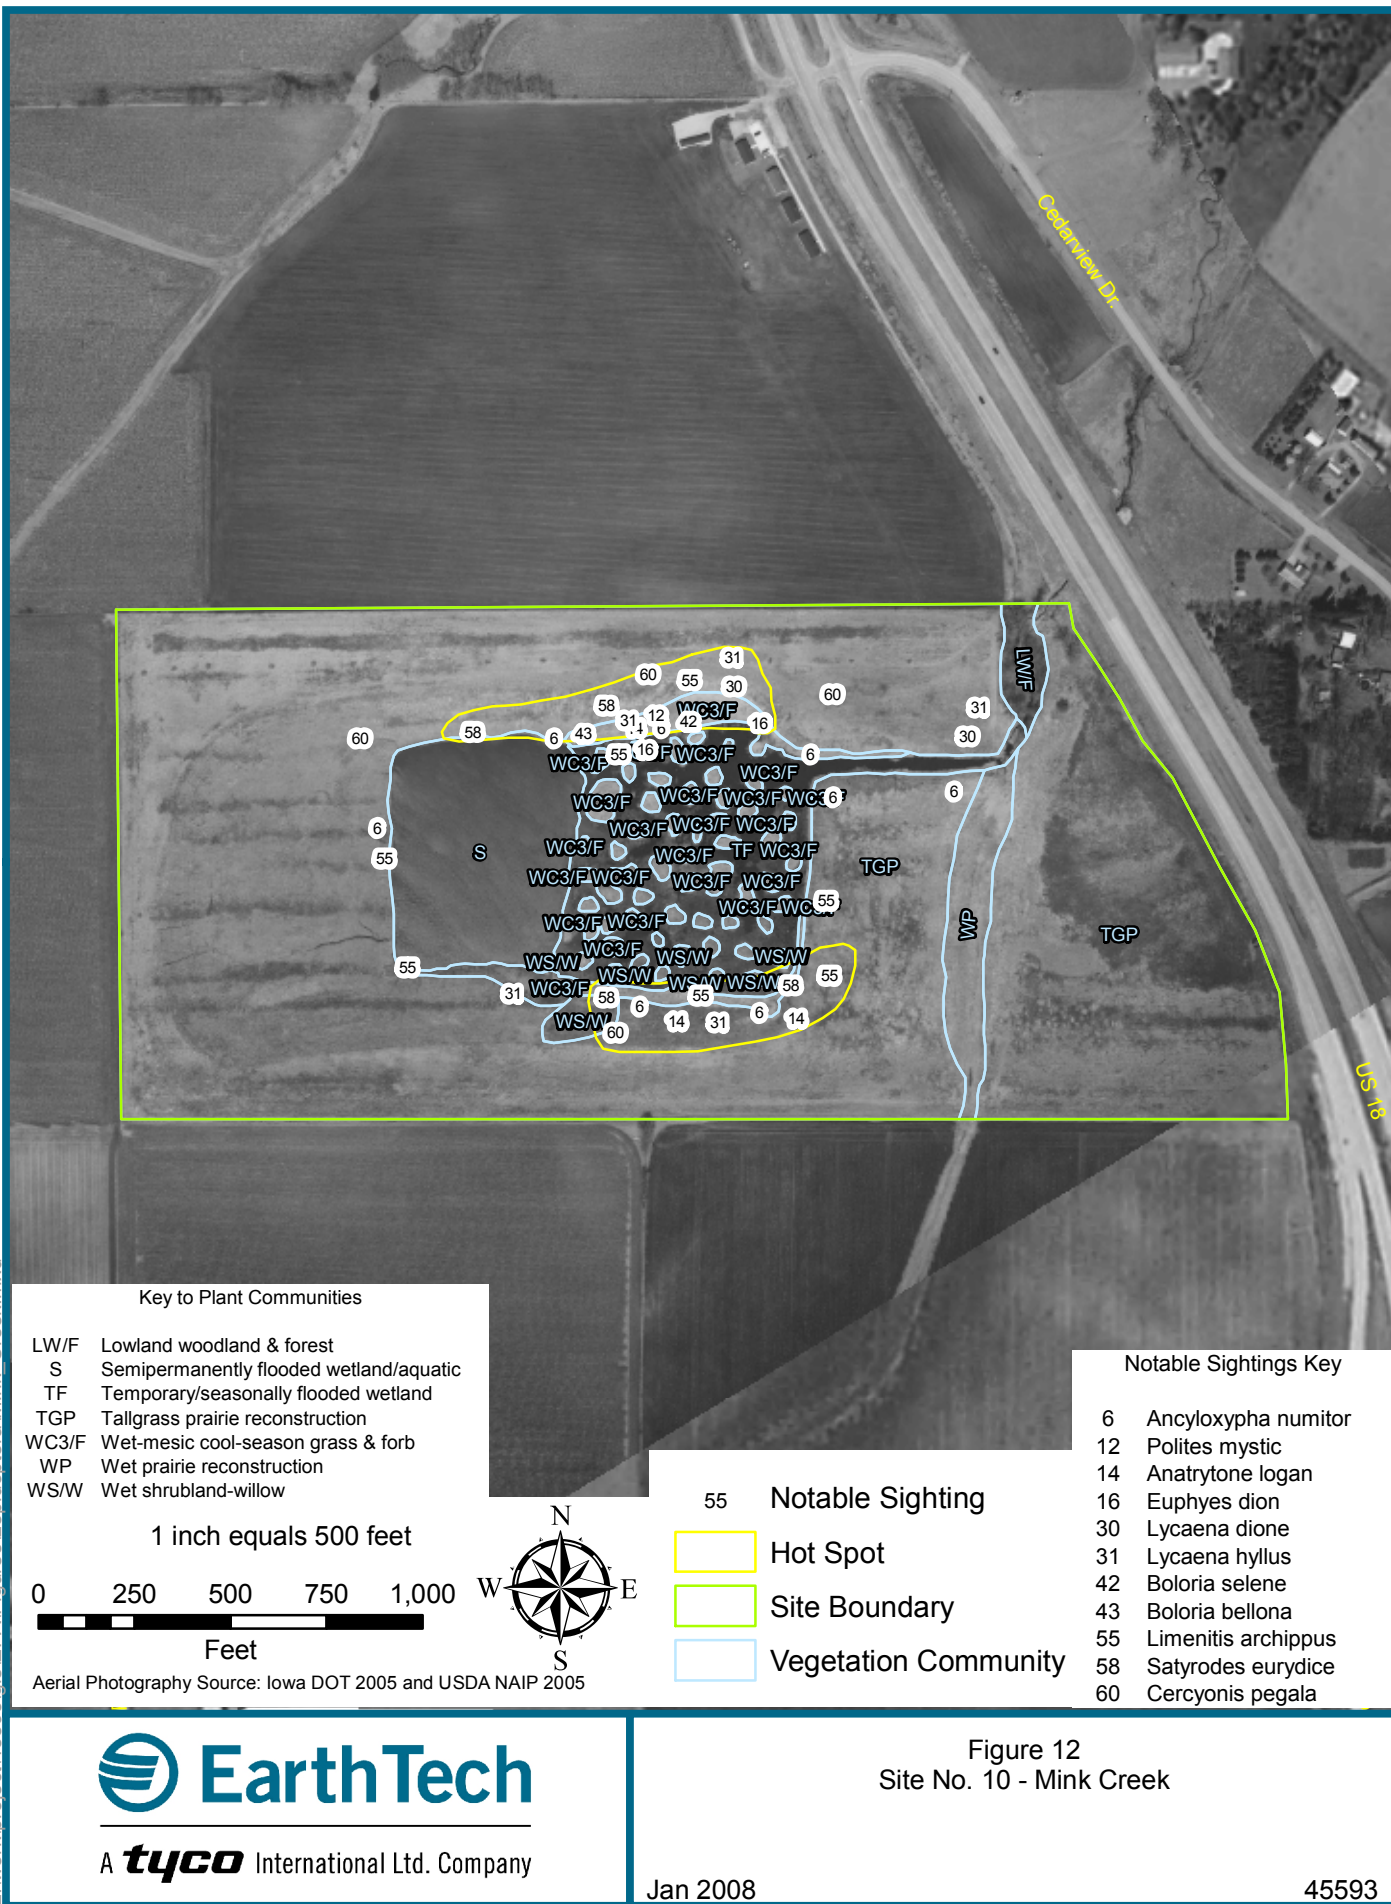 Cedarview Dr.
LW/F
31
60
55
30
60
58
12
WC3/F
31
31
42
16
14
6
58
60
6
43
30
55
16
WC3/F
6
WC3/F
WC3/F
6
WC3/F
WC3/F
WC3/F
6
6
WC3/F
WC3/F
WC3/F
S
WC3/F
WC3/F
TF
WC3/F
55
TGP
WC3/F
WC3/F
WC3/F
WC3/F
WC3/F
55
WC3/F
WC3/F
WP
TGP
WC3/F
WS/W
WS/W
WS/W
55
WS/W
WS/W
WS/W
55
31
WC3/F
58
55
58
WS/W
60
6
14
31
6
14
US 18
Key to Plant Communities
LW/F Lowland woodland & forest
S Semipermanently flooded wetland/aquatic
TF Temporary/seasonally flooded wetland
TGP Tallgrass prairie reconstruction
WC3/F Wet-mesic cool-season grass & forb
WP Wet prairie reconstruction
WS/W Wet shrubland-willow
1 inch equals 500 feet
0 250 500 750 1,000
Feet
Aerial Photography Source: Iowa DOT 2005 and USDA NAIP 2005
N
W E
S
55 Notable Sighting
Hot Spot
Site Boundary
Vegetation Community
Notable Sightings Key
6 Ancyloxypha numitor
12 Polites mystic
14 Anatrytone logan
16 Euphyes dion
30 Lycaena dione
31 Lycaena hyllus
42 Boloria selene
43 Boloria bellona
55 Limenitis archippus
58 Satyrodes eurydice
60 Cercyonis pegala
EarthTech
A tyco International Ltd. Company
Figure 12
Site No. 10 - Mink Creek
Jan 2008
45593